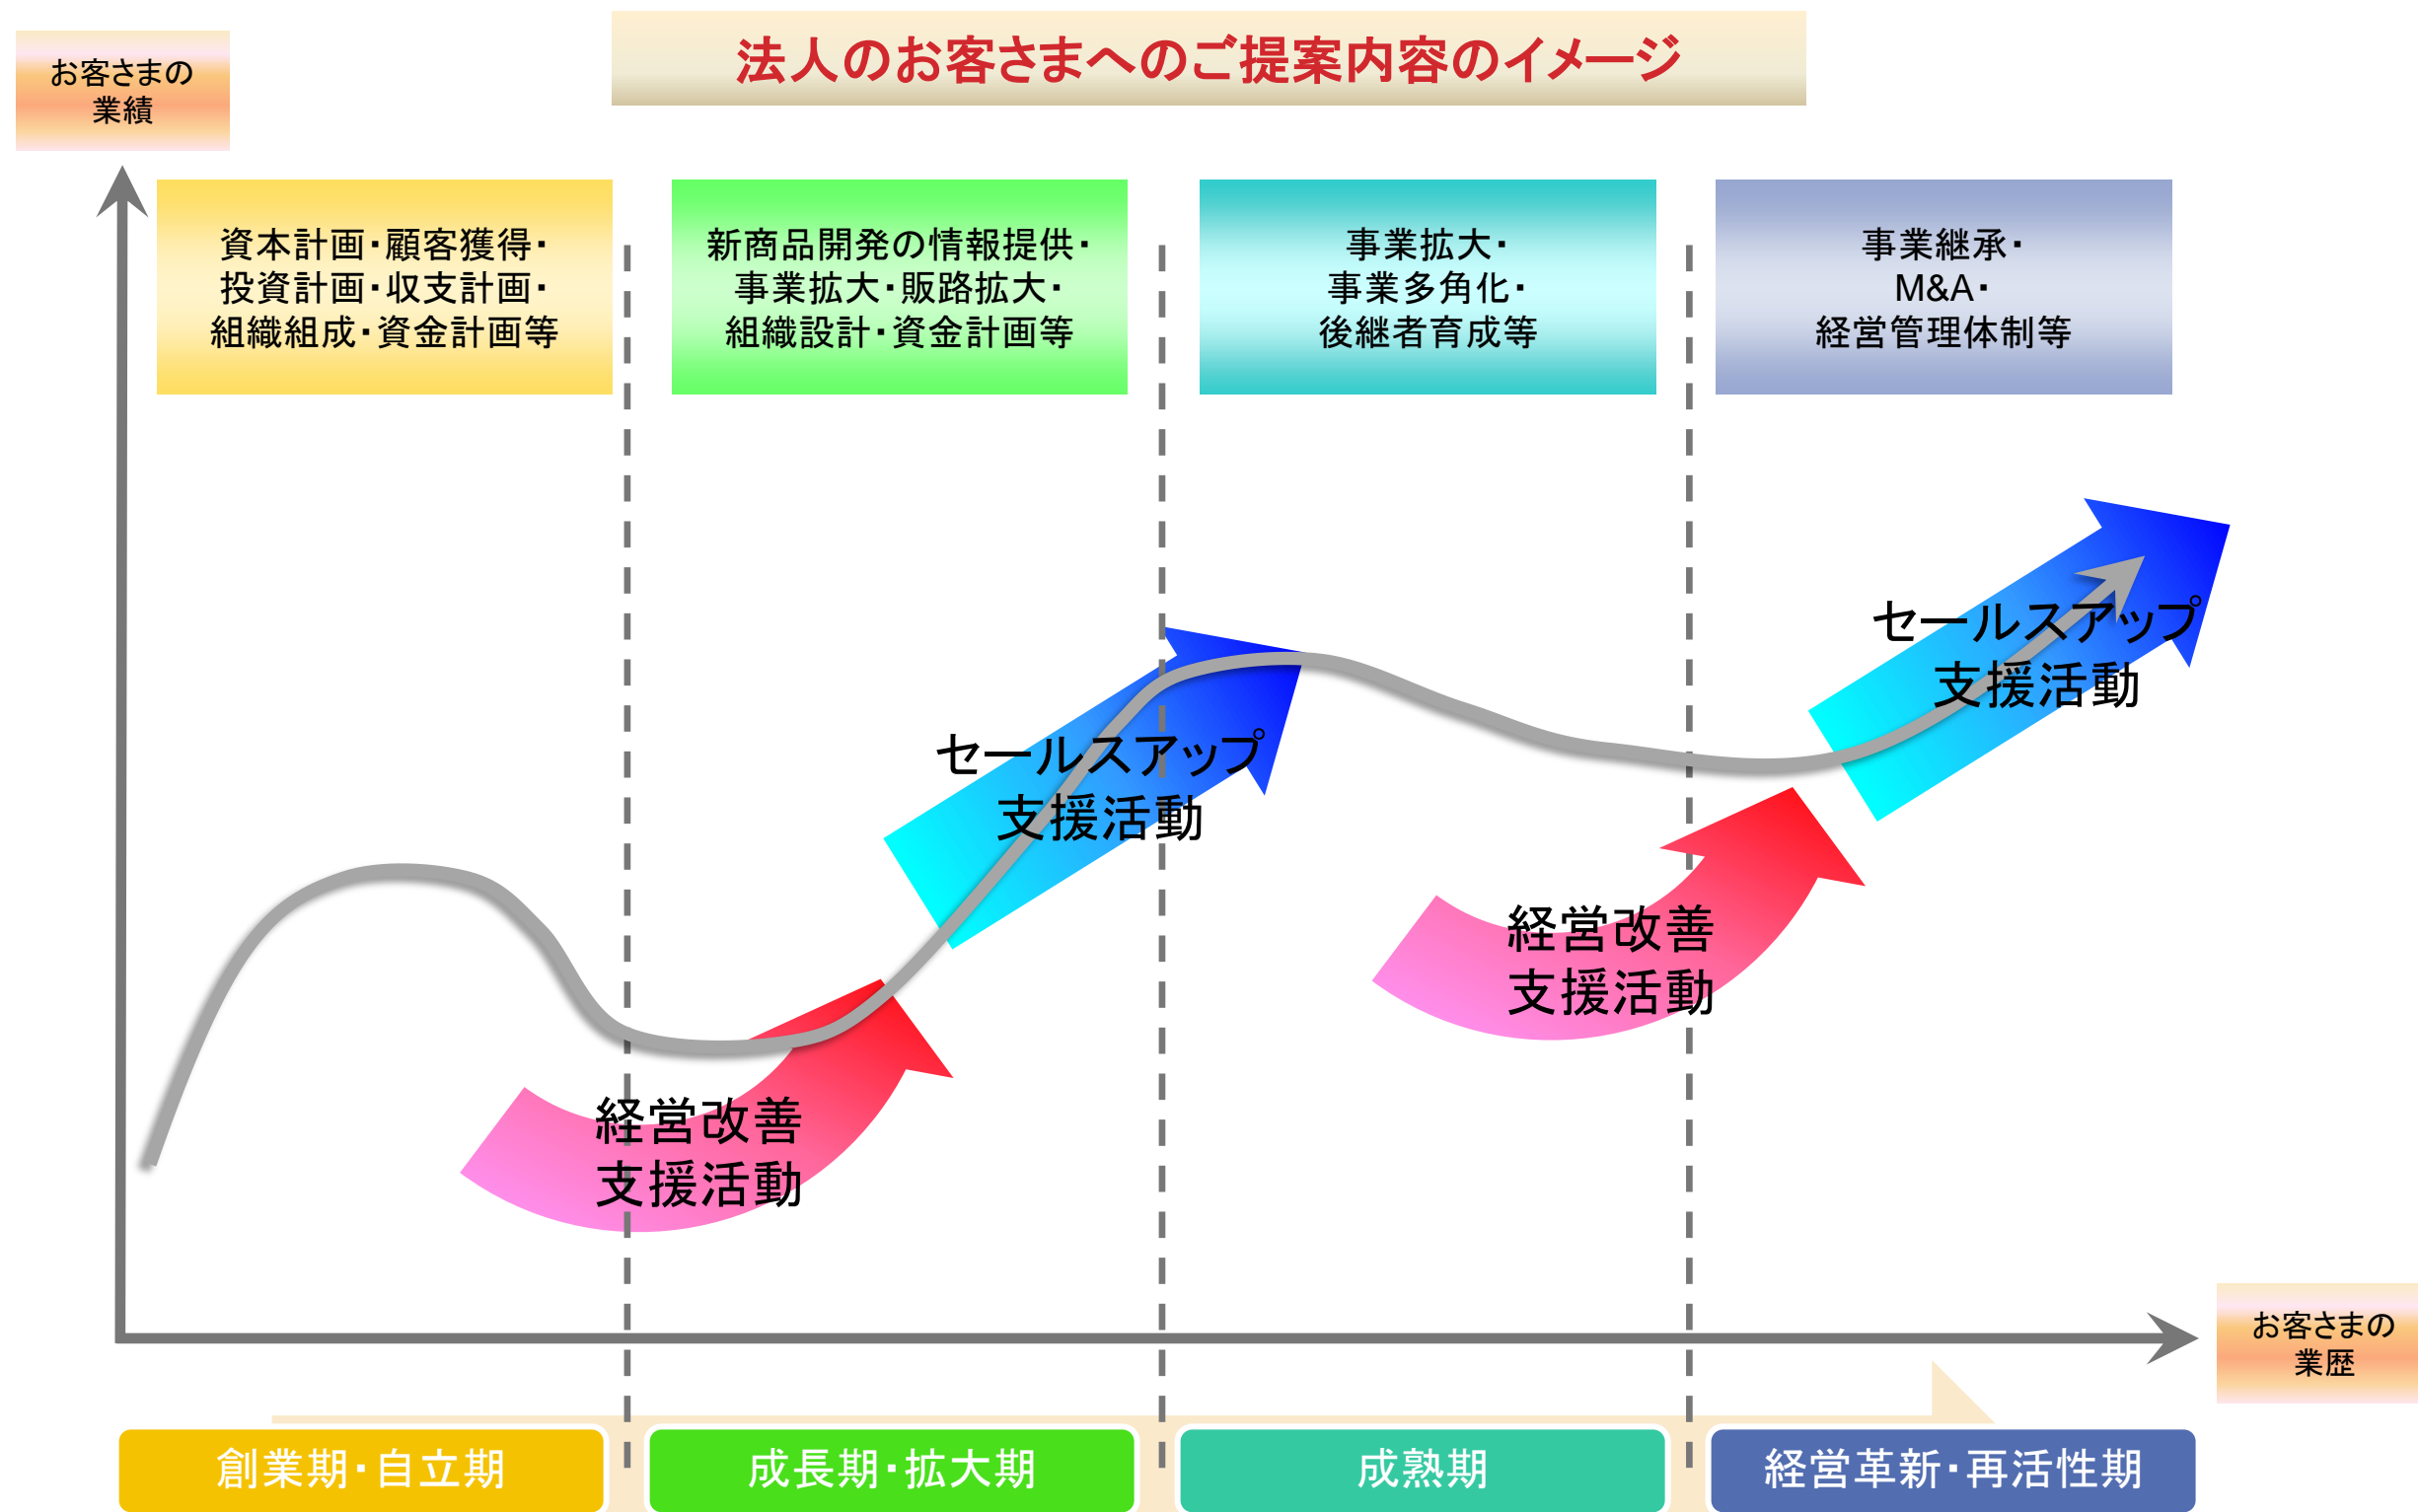 法人のお客さまへのご提案内容のイメージ
お客さまの
業績
資本計画・顧客獲得・
投資計画・収支計画・
組織組成・資金計画等
新商品開発の情報提供・
事業拡大・販路拡大・
組織設計・資金計画等
事業拡大・
事業多角化・
後継者育成等
事業継承・
M&A・
経営管理体制等
セールスアップ
支援活動
セールスアップ
支援活動
経営改善
支援活動
経営改善
支援活動
お客さまの
業歴
創業期・自立期
成長期・拡大期
成熟期
経営革新・再活性期